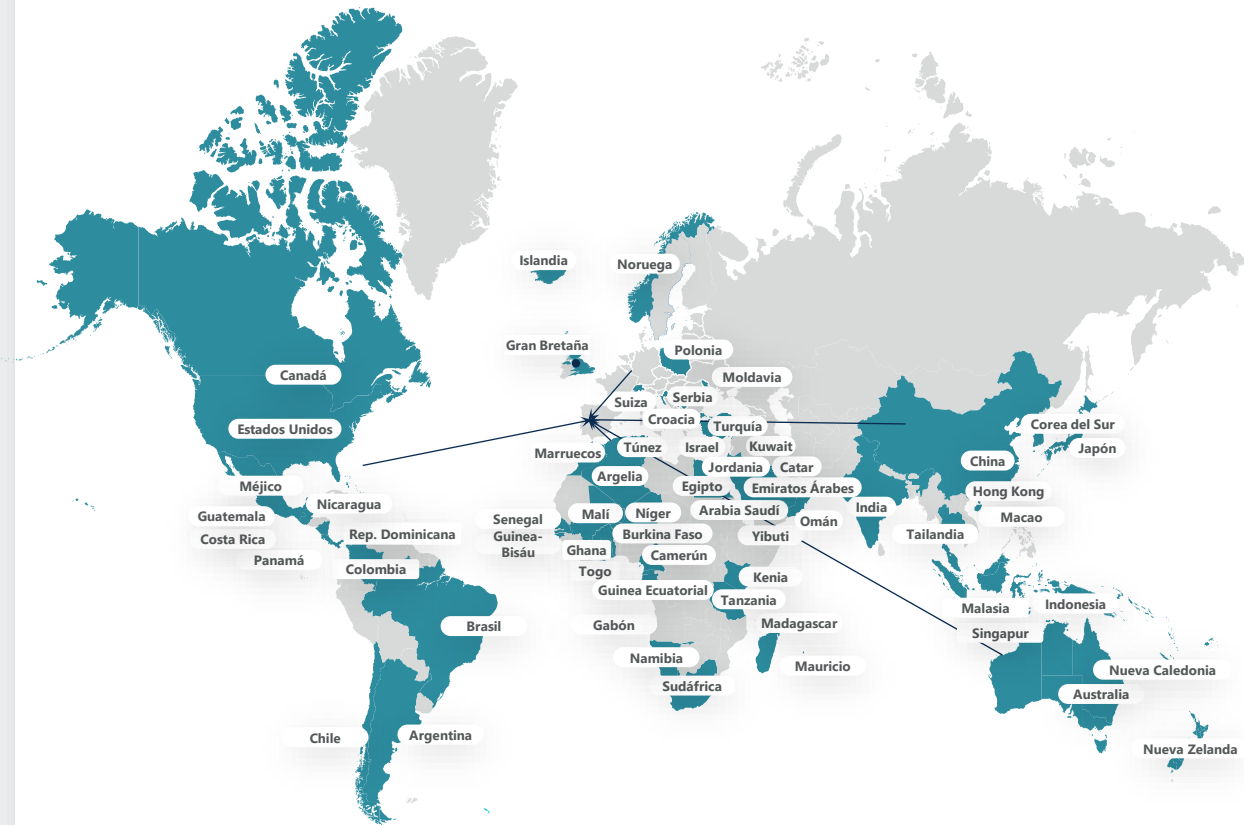 Islandia
Noruega
Gran Bretaña
Polonia
Canadá
Moldavia
Suiza
Serbia
Croacia
Estados Unidos
Turquía
Corea del Sur
Marruecos
Túnez
Israel
Kuwait
Japón
China
Jordania
Catar
Argelia
Méjico
Egipto
Emiratos Árabes
Hong Kong
Nicaragua
India
Guatemala
Senegal
Malí
Níger
Arabia Saudí
Omán
Macao
Costa Rica
Rep. Dominicana
Guinea-
Bisáu
Burkina Faso
Yibuti
Tailandia
Panamá
Colombia
Ghana
Camerún
Togo
Kenia
Guinea Ecuatorial
Tanzania
Malasia
Indonesia
Brasil
Gabón
Madagascar
Singapur
Namibia
Mauricio
Nueva Caledonia
Sudáfrica
Australia
Chile
Argentina
Nueva Zelanda